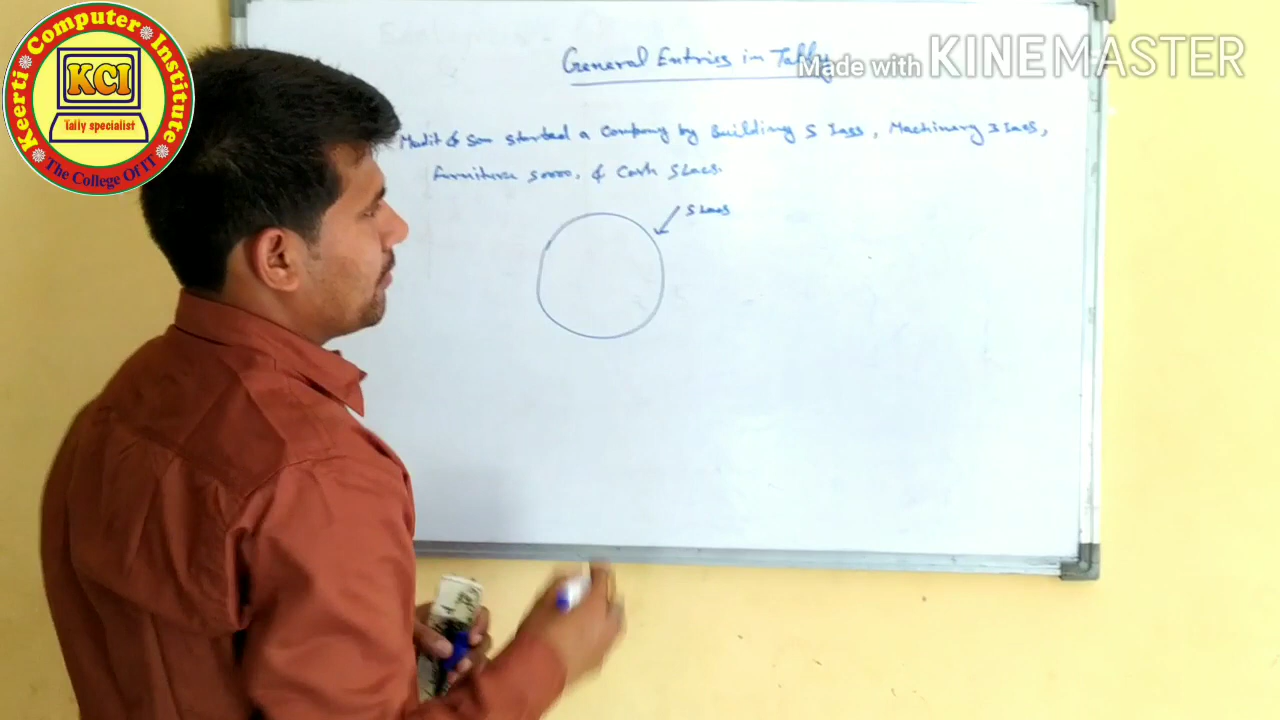 Keerti Computer Institute
KCI
Tally specialist
The College Of IT
Made with KINEMASTER
General Entries in Tally
Mudit & Son started a Company by Building 5 lacs, Machinery 3 lacs,
furniture 50000, & Cash 5 Lacs.
5 Lacs